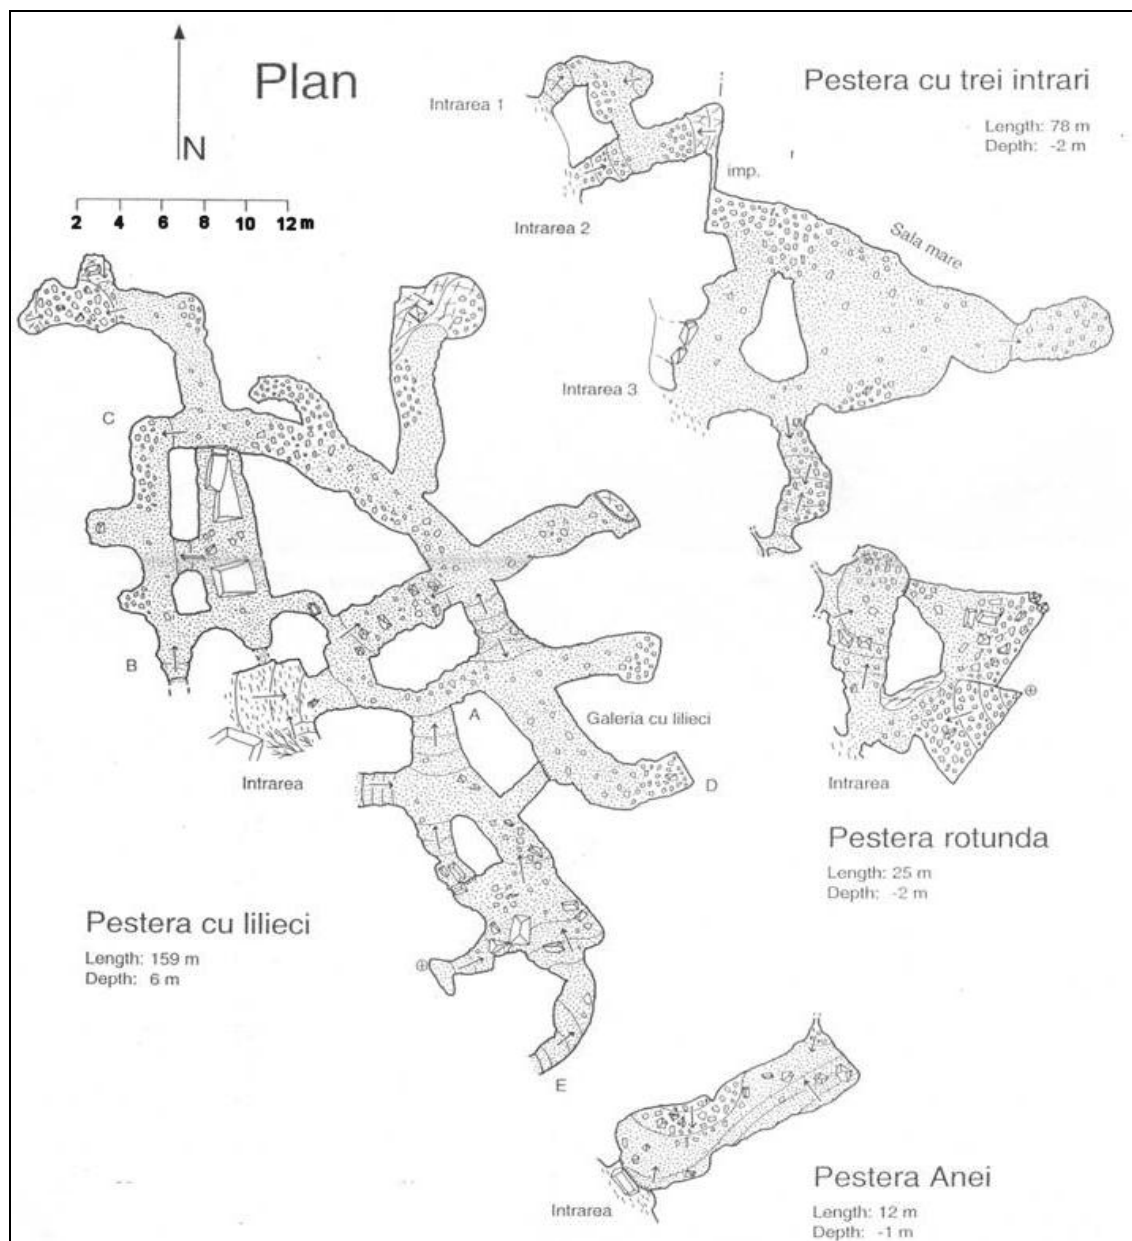 Plan
N
2 4 6 8 10 12 m
Pestera cu trei intrari
Length: 78 m
Depth: -2 m
Intrarea 1
imp.
Intrarea 2
Sala mare
Intrarea 3
C
B
A
Galeria cu lilieci
Intrarea
D
Intrarea
Pestera rotunda
Length: 25 m
Depth: -2 m
Pestera cu lilieci
Length: 159 m
Depth: 6 m
E
Pestera Anei
Intrarea
Length: 12 m
Depth: -1 m